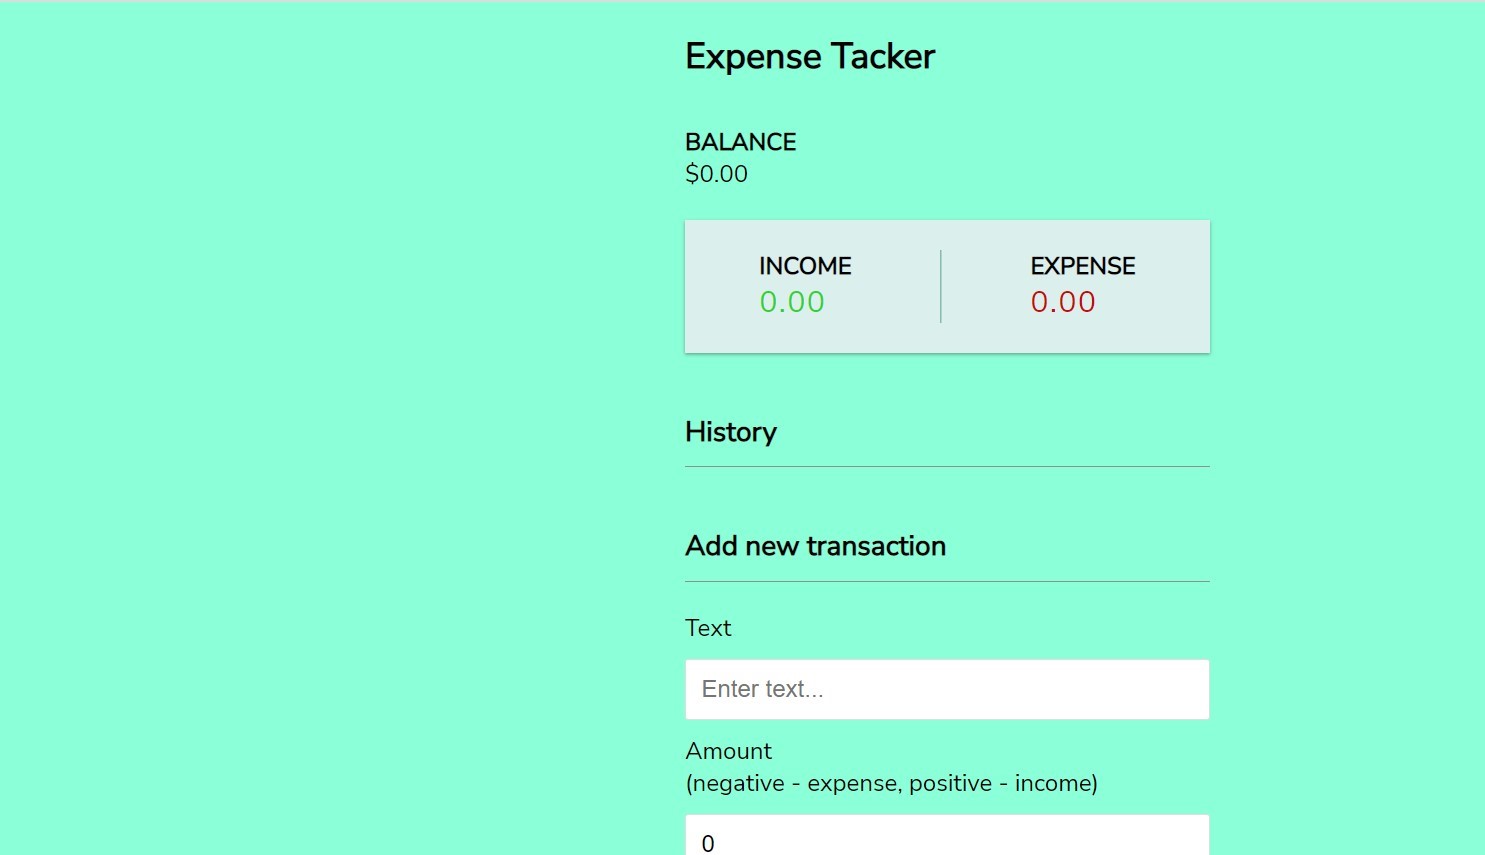 Expense Tacker
BALANCE
$0.00
INCOME EXPENSE
0.00 0.00
History
Add new transaction
Text
Enter text...
Amount
(negative - expense, positive - income)
0